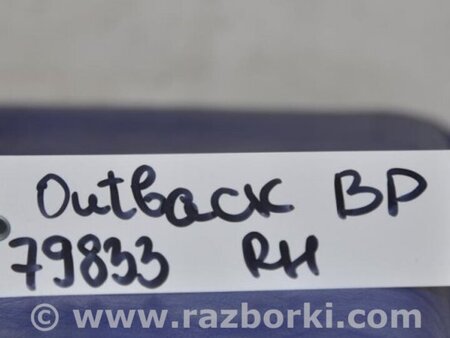 Outback BP
79833 RH
© www.razborki.com